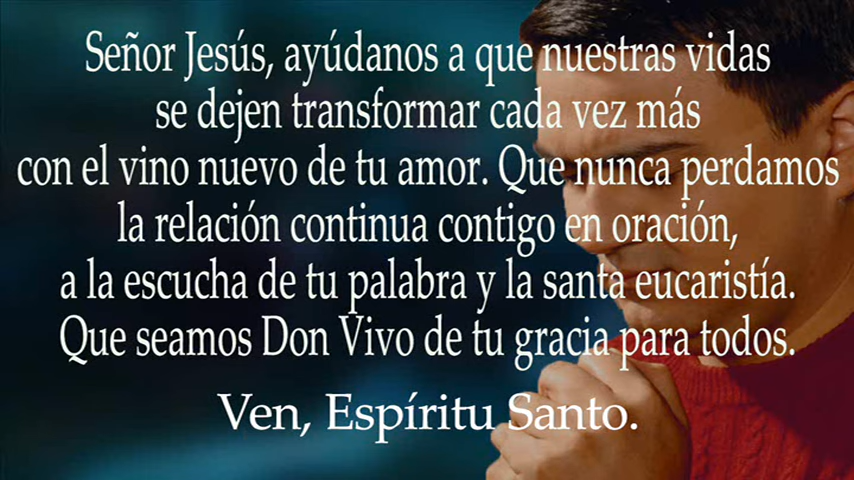 Señor Jesús, ayúdanos a que nuestras vidas
se dejen transformar cada vez más
con el vino nuevo de tu amor. Que nunca perdamos
la relación continua contigo en oración,
a la escucha de tu palabra y la santa eucaristía.
Que seamos Don Vivo de tu gracia para todos.
Ven, Espíritu Santo.